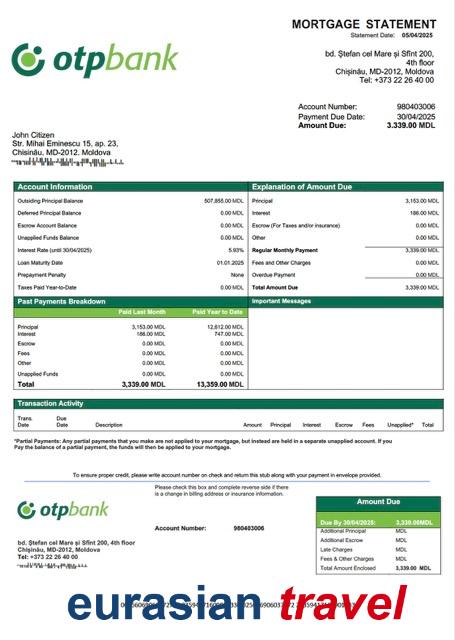 MORTGAGE STATEMENT
Statement Date: 05/04/2025
otpbank
bd. Ștefan cel Mare și Sfînt 200,
4th floor
Chișinău, MD-2012, Moldova
Tel: +373 22 26 40 00
Account Number: 980403006
Payment Due Date: 30/04/2025
Amount Due: 3.339.00 MDL
John Citizen
Str. Mihai Eminescu 15, ap. 23,
Chisinău, MD-2012. Moldova
Account Information
Outsiding Principal Balance 507,855.00 MDL
Deferred Principal Balance 0.00 MDL
Escrow Account Balance 0.00 MDL
Unapplied Funds Balance 0.00 MDL
Interest Rate (until 30/04/2025) 5.93%
Loan Maturity Date 01.01.2025
Prepayment Penalty None
Taxes Paid Year-to-Date 0.00 MDL
Explanation of Amount Due
Principal 3,153.00 MDL
Interest 186.00 MDL
Escrow (For Taxes and/or insurance) 0.00 MDL
Other 0.00 MDL
Regular Monthly Payment 3,339.00 MDL
Fees and Other Charges 0.00 MDL
Overdue Payment 0.00 MDL
Total Amount Due 3,339.00 MDL
Past Payments Breakdown
Paid Last Month Paid Year to Date
Principal 3,153.00 MDL 12,612.00 MDL
Interest 186.00 MDL 747.00 MDL
Escrow 0.00 MDL 0.00 MDL
Fees 0.00 MDL 0.00 MDL
Other 0.00 MDL 0.00 MDL
Unapplied Funds 0.00 MDL 0.00 MDL
Total 3,339.00 MDL 13,359.00 MDL
Important Messages
Transaction Activity
Trans. Date Due Date Description Amount Principal Interest Escrow Fees Unapplied* Total
*Partial Payments: Any partial payments that you make are not applied to your mortgage, but instead are held in a separate unapplied account. If you
Pay the balance of a partial payment, the funds will then be applied to your mortgage.
To ensure proper credit, please write account number on check and return this stub along with your payment in envelope provided.
Please check this box and complete reverse side if there
is a change in billing address or insurance information.
otpbank
Account Number: 980403006
bd. Ștefan cel Mare și Sfînt 200, 4th floor
Chișinău, MD-2012, Moldova
Tel: +373 22 26 40 00
Amount Due
Due By 30/04/2025: 3,339.00MDL
Additional Principal MDL
Additional Escrow MDL
Late Charges MDL
Fees & Other Charges MDL
Total Amount Enclosed 3,339.00 MDL
eurasian travel